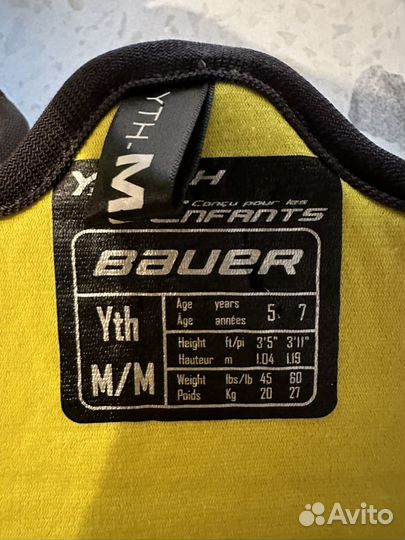 YTH-M
Conçu pour les
ENFANTS
BAUER
Yth
M/M
Age years 5 7
Âge années
Height ft/pi 3'5" 3'11"
Hauteur m 1.04 1.19
Weight lbs/lb 45 60
Poids Kg 20 27
Avito